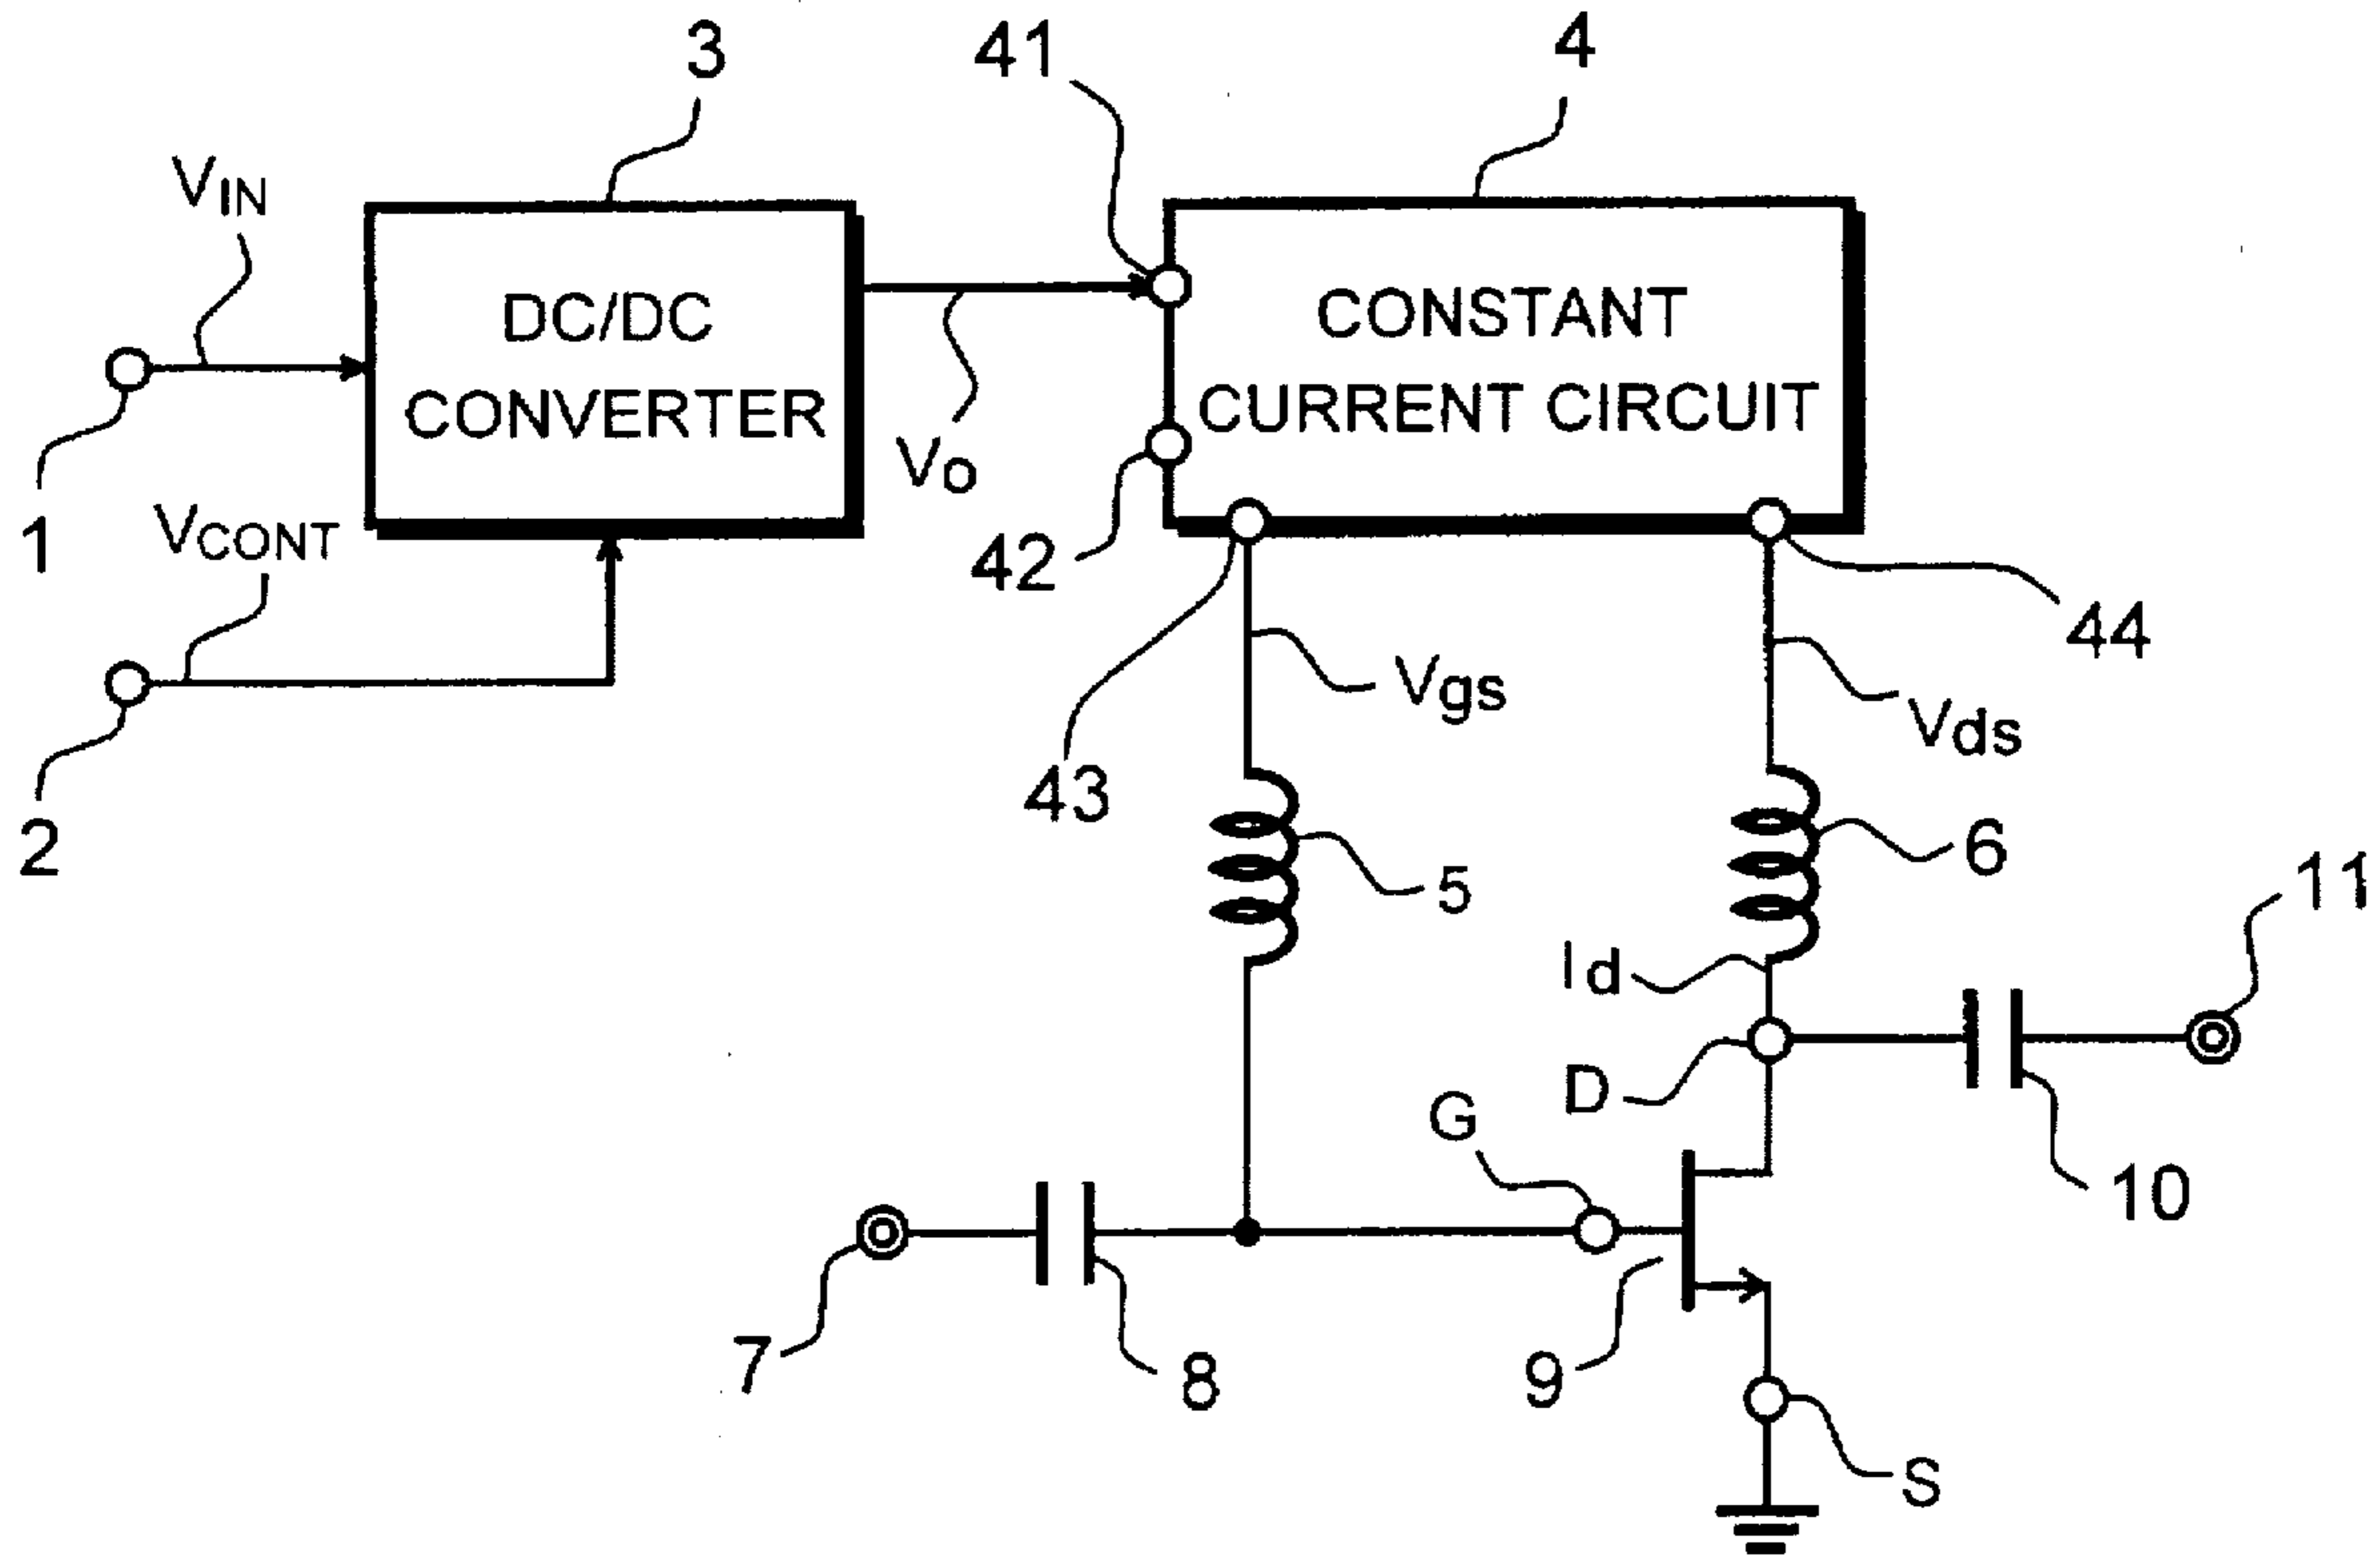 3
41
4
VIN
DC/DC
CONVERTER
CONSTANT
CURRENT CIRCUIT
VO
1
VCONT
42
44
Vgs
Vds
43
2
5
6
11
Id
D
G
10
7
8
9
S